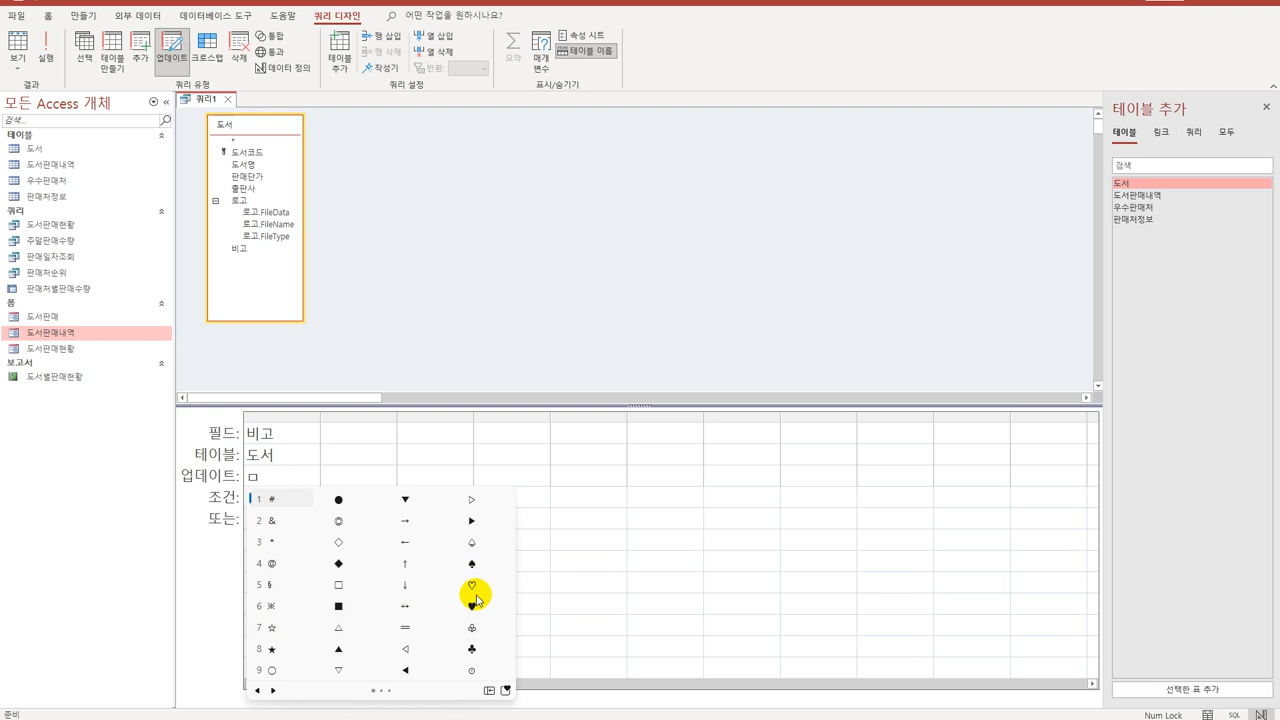 파일 홈 만들기 외부 데이터 데이터베이스 도구 도움말 쿼리 디자인 어떤 작업을 원하시나요?
보기 실행 선택 테이블 만들기 추가 업데이트 크로스탭 삭제 통합 통과 데이터 정의 테이블 추가 행 삽입 행 삭제 작성기 열 삽입 열 삭제 반환: 요약 매개 변수 속성 시트 테이블 이름
결과 쿼리 유형 쿼리 설정 표시/숨기기
모든 Access 개체
검색...
테이블
도서
도서판매내역
우수판매처
판매처정보
쿼리
도서판매현황
주말판매수량
판매일자조회
판매처순위
판매처별판매수량
폼
도서판매
도서판매내역
도서판매현황
보고서
도서별판매현황
쿼리1
도서
*
도서코드
도서명
판매단가
출판사
로고
로고.FileData
로고.FileName
로고.FileType
비고
필드: 비고
테이블: 도서
업데이트: ㅁ
조건:
또는:
1 # ● ▼ ▷
2 & ◎ → ▶
3 * ◇ ← ♤
4 @ ◆ ↑ ♠
5 § □ ↓ ♡
6 ※ ■ ↔ ♥
7 ☆ △ 〓 ♧
8 ★ ▲ ◁ ♣
9 ○ ▽ ◀ ⊙
테이블 추가
테이블 링크 쿼리 모두
검색
도서
도서판매내역
우수판매처
판매처정보
선택한 표 추가
준비 Num Lock SQL